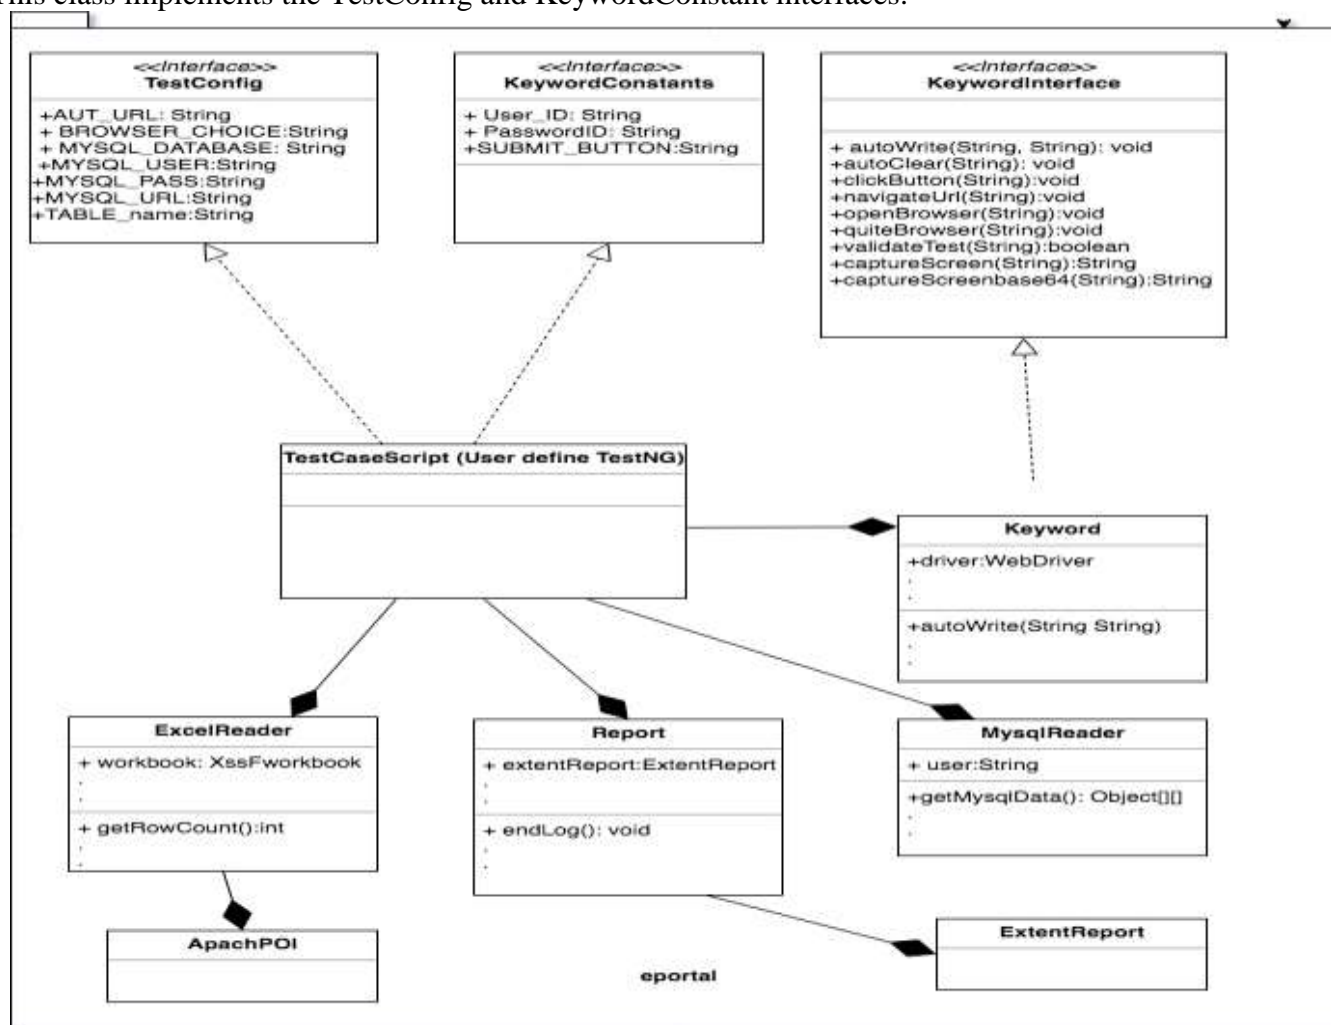 This class implements the TestConfig and KeywordConstant interfaces.
<<Interface>>
TestConfig
+AUT_URL: String
+ BROWSER_CHOICE:String
+ MYSQL_DATABASE: String
+MYSQL_USER:String
+MYSQL_PASS:String
+MYSQL_URL:String
+TABLE_name:String
<<Interface>>
KeywordConstants
+ User_ID: String
+ PasswordID: String
+SUBMIT_BUTTON:String
<<Interface>>
KeywordInterface
+ autoWrite(String, String): void
+autoClear(String): void
+clickButton(String):void
+navigateUrl(String):void
+openBrowser(String):void
+quiteBrowser(String):void
+validateTest(String):boolean
+captureScreen(String):String
+captureScreenbase64(String):String
TestCaseScript (User define TestNG)
Keyword
+driver:WebDriver
.
.
+autoWrite(String String)
.
.
ExcelReader
+ workbook: XssFworkbook
.
.
+ getRowCount():int
.
.
Report
+ extentReport:ExtentReport
.
.
+ endLog(): void
.
.
MysqlReader
+ user:String
+getMysqlData(): Object[][]
.
.
ApachPOI
ExtentReport
eportal